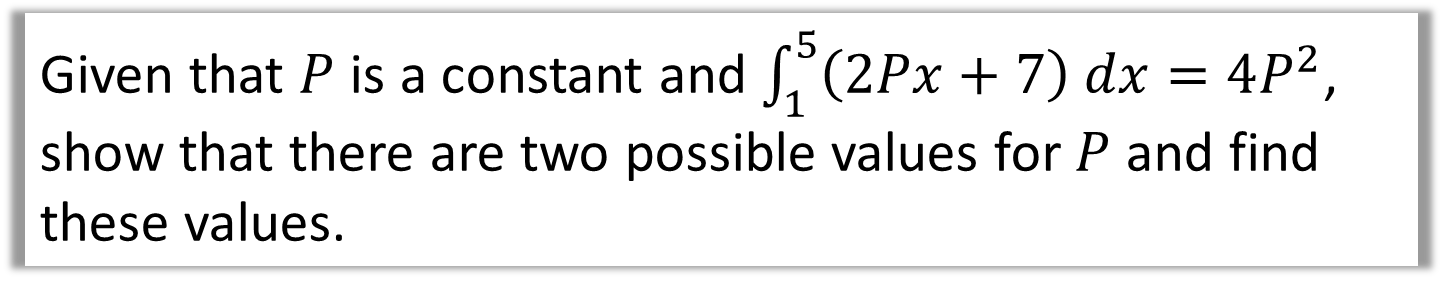 Given that 𝑃 is a constant and ∫₁⁵(2𝑃𝑥 + 7) 𝑑𝑥 = 4𝑃²,
show that there are two possible values for 𝑃 and find
these values.